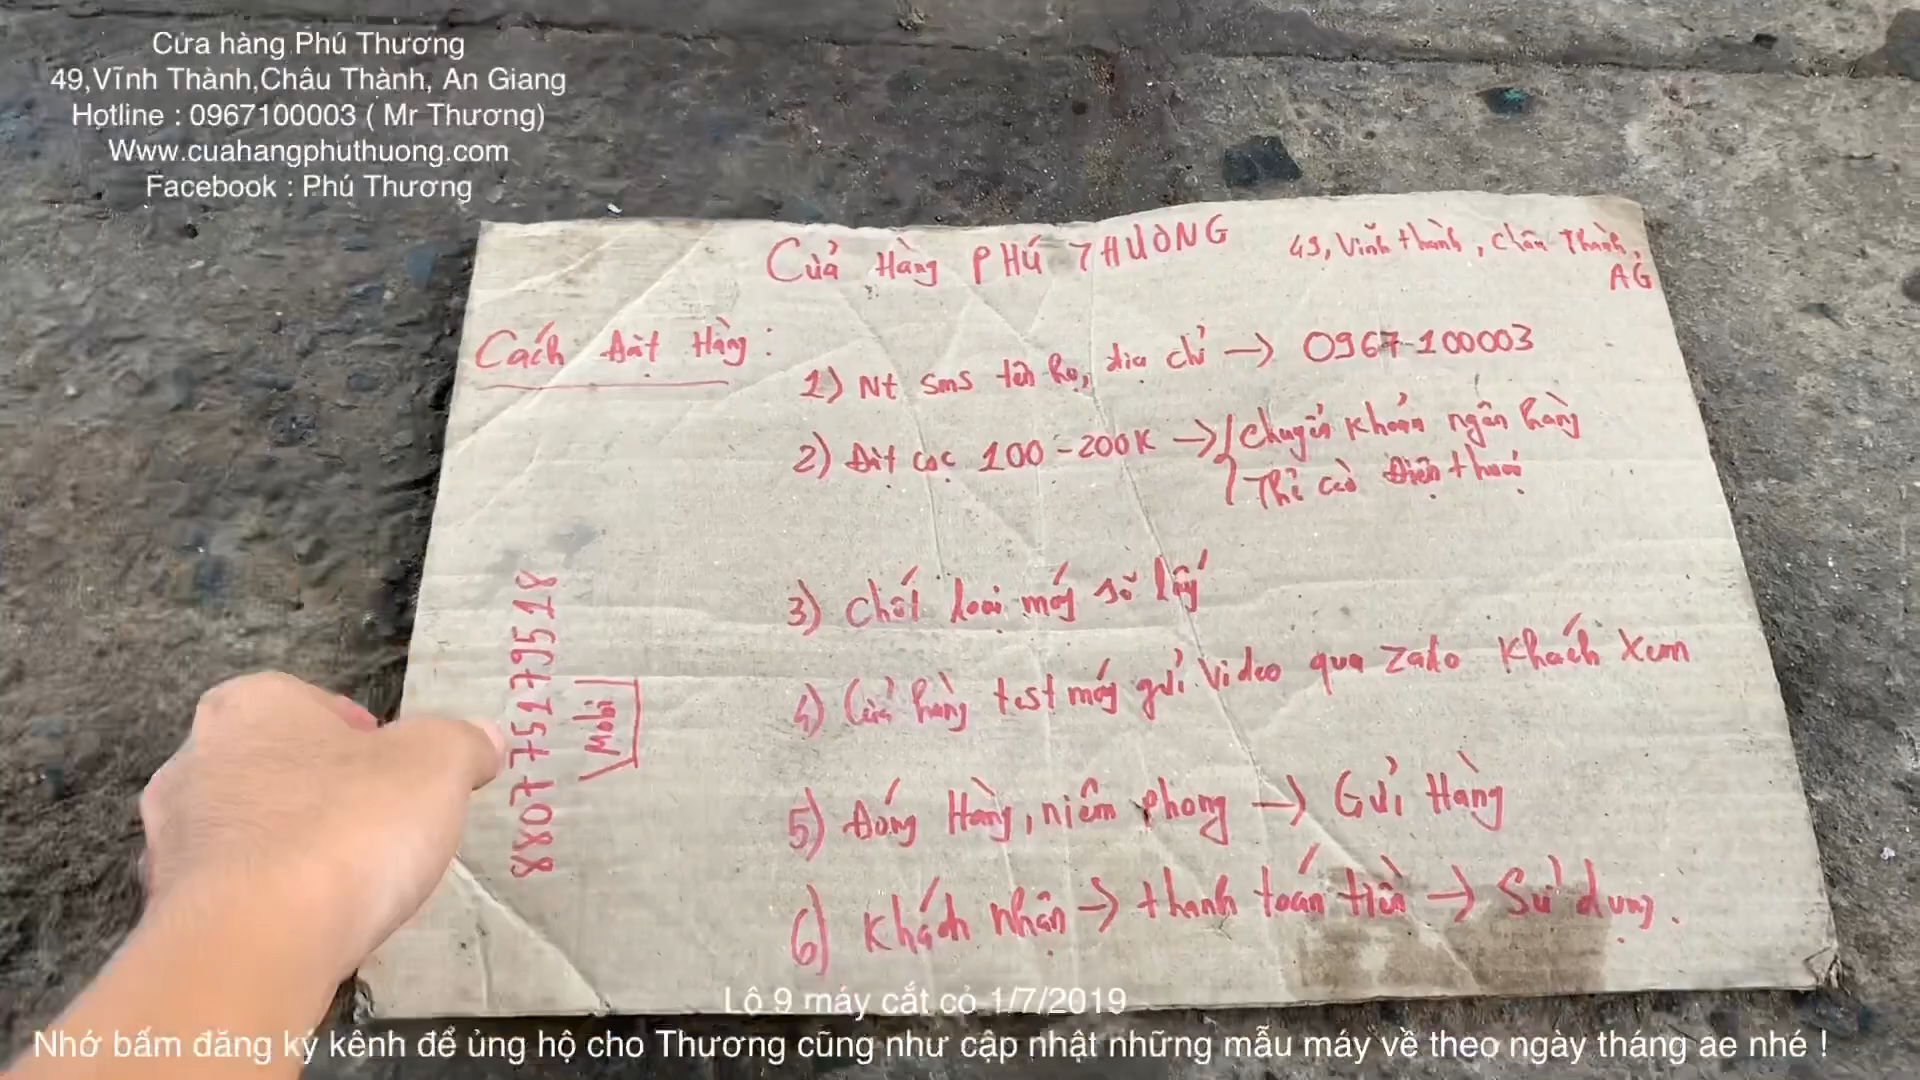 Cửa hàng Phú Thương
49,Vĩnh Thành,Châu Thành, An Giang
Hotline : 0967100003 ( Mr Thương)
Www.cuahangphuthuong.com
Facebook : Phú Thương
Cửa Hàng PHÚ THƯƠNG
49, Vĩnh thành, Châu Thành,
AG
Cách Đặt Hàng :
1) Nt sms tên họ, địa chỉ → 0967100003
2) Đặt cọc 100-200K → { Chuyển khoản ngân hàng
Thẻ cào Điện thoại
3) Chốt loại máy sẽ lấy
4) Cửa hàng test máy gửi video qua Zalo Khách Xem
5) Đóng Hàng, niêm phong → Gửi Hàng
6) Khách Nhận → thanh toán tiền → Sử dụng.
880775179518
Mobi
Lô 9 máy cắt cỏ 1/7/2019
Nhớ bấm đăng ký kênh để ủng hộ cho Thương cũng như cập nhật những mẫu máy về theo ngày tháng ae nhé !